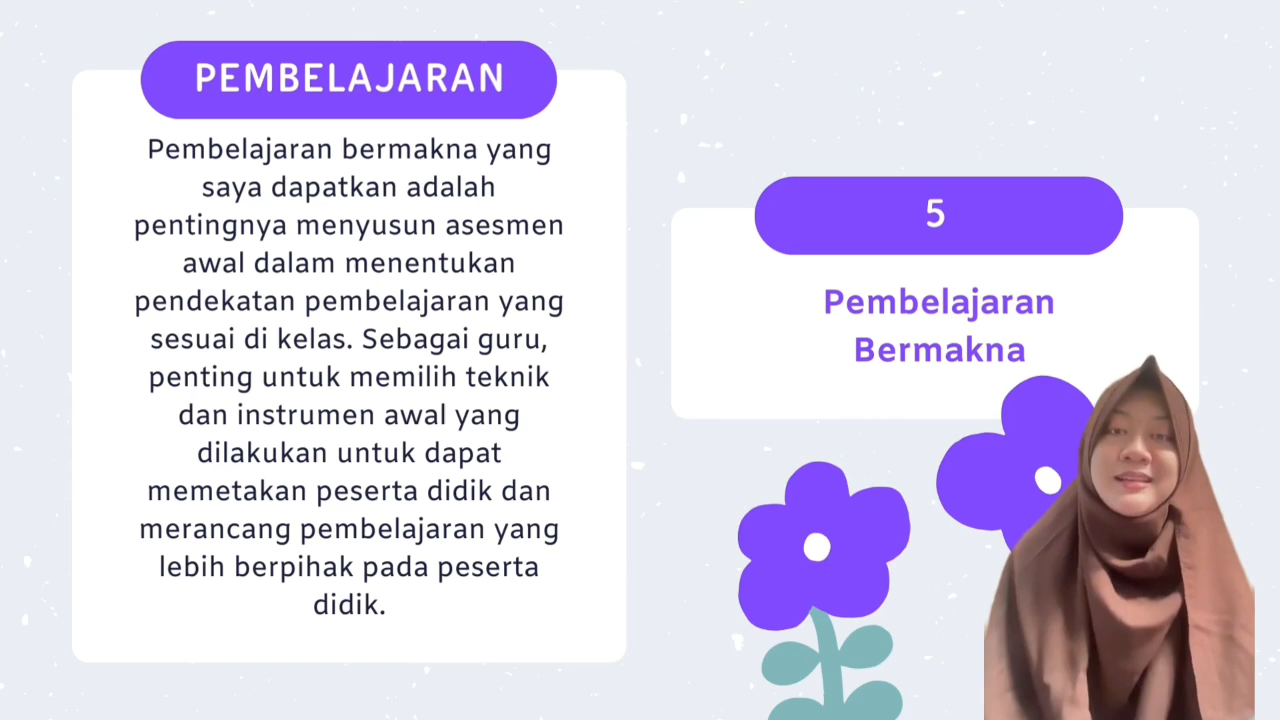 PEMBELAJARAN
Pembelajaran bermakna yang
saya dapatkan adalah
pentingnya menyusun asesmen
awal dalam menentukan
pendekatan pembelajaran yang
sesuai di kelas. Sebagai guru,
penting untuk memilih teknik
dan instrumen awal yang
dilakukan untuk dapat
memetakan peserta didik dan
merancang pembelajaran yang
lebih berpihak pada peserta
didik.
5
Pembelajaran
Bermakna